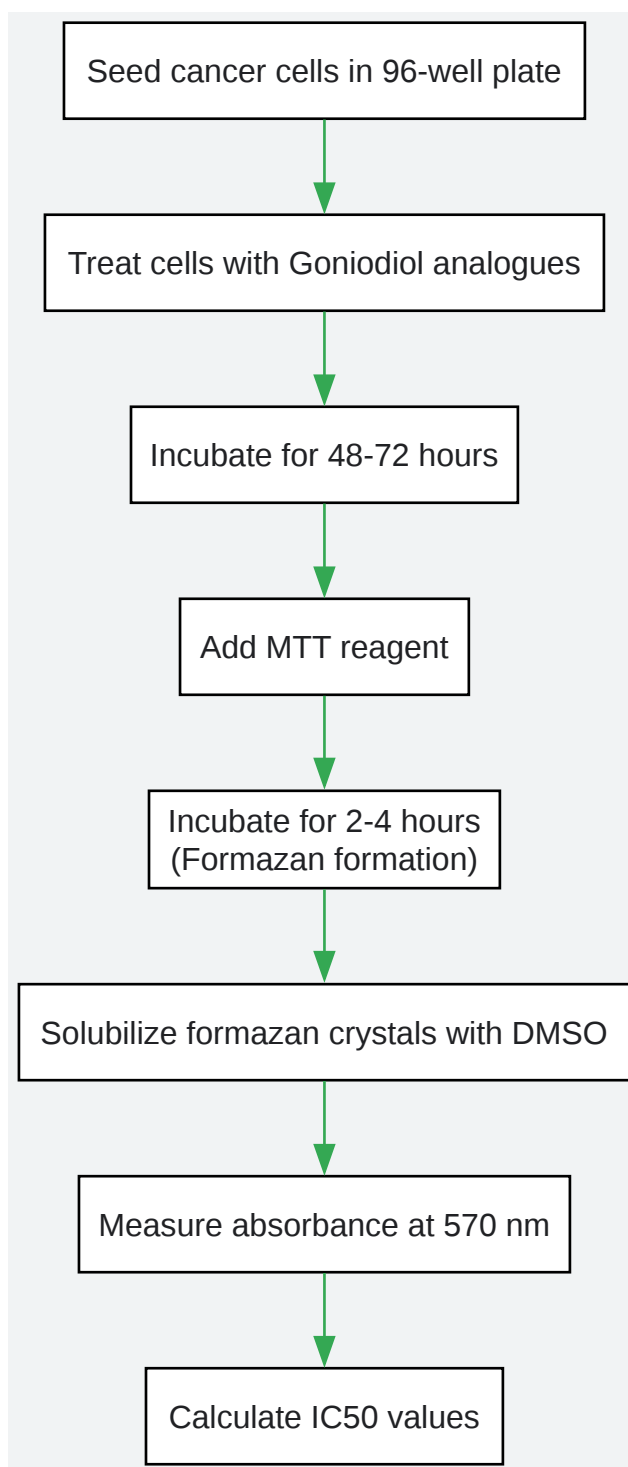 Seed cancer cells in 96-well plate
Treat cells with Goniodiol analogues
Incubate for 48-72 hours
Add MTT reagent
Incubate for 2-4 hours
(Formazan formation)
Solubilize formazan crystals with DMSO
Measure absorbance at 570 nm
Calculate IC50 values